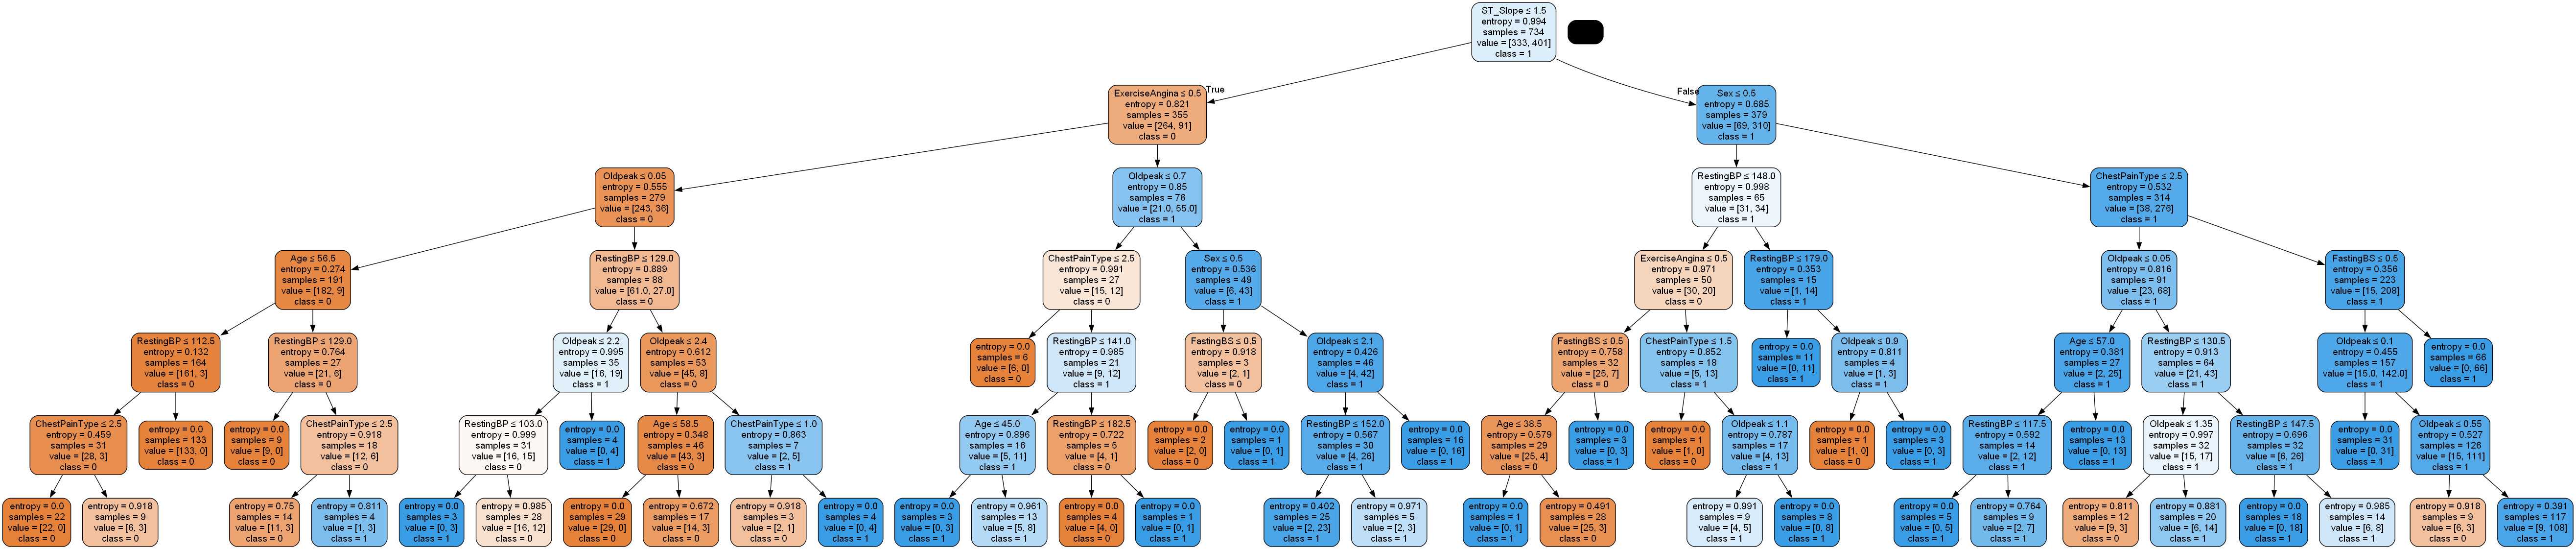 ST_Slope ≤ 1.5
entropy = 0.994
samples = 734
value = [333, 401]
class = 1
True
False
ExerciseAngina ≤ 0.5
entropy = 0.821
samples = 355
value = [264, 91]
class = 0
Sex ≤ 0.5
entropy = 0.685
samples = 379
value = [69, 310]
class = 1
Oldpeak ≤ 0.05
entropy = 0.555
samples = 279
value = [243, 36]
class = 0
Oldpeak ≤ 0.7
entropy = 0.85
samples = 76
value = [21.0, 55.0]
class = 1
RestingBP ≤ 148.0
entropy = 0.998
samples = 65
value = [31, 34]
class = 1
ChestPainType ≤ 2.5
entropy = 0.532
samples = 314
value = [38, 276]
class = 1
Age ≤ 56.5
entropy = 0.274
samples = 191
value = [182, 9]
class = 0
RestingBP ≤ 129.0
entropy = 0.889
samples = 88
value = [61.0, 27.0]
class = 0
ChestPainType ≤ 2.5
entropy = 0.991
samples = 27
value = [15, 12]
class = 0
Sex ≤ 0.5
entropy = 0.536
samples = 49
value = [6, 43]
class = 1
ExerciseAngina ≤ 0.5
entropy = 0.971
samples = 50
value = [30, 20]
class = 0
RestingBP ≤ 179.0
entropy = 0.353
samples = 15
value = [1, 14]
class = 1
Oldpeak ≤ 0.05
entropy = 0.816
samples = 91
value = [23, 68]
class = 1
FastingBS ≤ 0.5
entropy = 0.356
samples = 223
value = [15, 208]
class = 1
RestingBP ≤ 112.5
entropy = 0.132
samples = 164
value = [161, 3]
class = 0
RestingBP ≤ 129.0
entropy = 0.764
samples = 27
value = [21, 6]
class = 0
Oldpeak ≤ 2.2
entropy = 0.995
samples = 35
value = [16, 19]
class = 1
Oldpeak ≤ 2.4
entropy = 0.612
samples = 53
value = [45, 8]
class = 0
entropy = 0.0
samples = 6
value = [6, 0]
class = 0
RestingBP ≤ 141.0
entropy = 0.985
samples = 21
value = [9, 12]
class = 1
FastingBS ≤ 0.5
entropy = 0.918
samples = 3
value = [2, 1]
class = 0
Oldpeak ≤ 2.1
entropy = 0.426
samples = 46
value = [4, 42]
class = 1
FastingBS ≤ 0.5
entropy = 0.758
samples = 32
value = [25, 7]
class = 0
ChestPainType ≤ 1.5
entropy = 0.852
samples = 18
value = [5, 13]
class = 1
entropy = 0.0
samples = 11
value = [0, 11]
class = 1
Oldpeak ≤ 0.9
entropy = 0.811
samples = 4
value = [1, 3]
class = 1
Age ≤ 57.0
entropy = 0.381
samples = 27
value = [2, 25]
class = 1
RestingBP ≤ 130.5
entropy = 0.913
samples = 64
value = [21, 43]
class = 1
Oldpeak ≤ 0.1
entropy = 0.455
samples = 157
value = [15.0, 142.0]
class = 1
entropy = 0.0
samples = 66
value = [0, 66]
class = 1
ChestPainType ≤ 2.5
entropy = 0.459
samples = 31
value = [28, 3]
class = 0
entropy = 0.0
samples = 133
value = [133, 0]
class = 0
entropy = 0.0
samples = 9
value = [9, 0]
class = 0
ChestPainType ≤ 2.5
entropy = 0.918
samples = 18
value = [12, 6]
class = 0
RestingBP ≤ 103.0
entropy = 0.999
samples = 31
value = [16, 15]
class = 0
entropy = 0.0
samples = 4
value = [0, 4]
class = 1
Age ≤ 58.5
entropy = 0.348
samples = 46
value = [43, 3]
class = 0
ChestPainType ≤ 1.0
entropy = 0.863
samples = 7
value = [2, 5]
class = 1
Age ≤ 45.0
entropy = 0.896
samples = 16
value = [5, 11]
class = 1
RestingBP ≤ 182.5
entropy = 0.722
samples = 5
value = [4, 1]
class = 0
entropy = 0.0
samples = 2
value = [2, 0]
class = 0
entropy = 0.0
samples = 1
value = [0, 1]
class = 1
RestingBP ≤ 152.0
entropy = 0.567
samples = 30
value = [4, 26]
class = 1
entropy = 0.0
samples = 16
value = [0, 16]
class = 1
Age ≤ 38.5
entropy = 0.579
samples = 29
value = [25, 4]
class = 0
entropy = 0.0
samples = 3
value = [0, 3]
class = 1
entropy = 0.0
samples = 1
value = [1, 0]
class = 0
Oldpeak ≤ 1.1
entropy = 0.787
samples = 17
value = [4, 13]
class = 1
entropy = 0.0
samples = 1
value = [1, 0]
class = 0
entropy = 0.0
samples = 3
value = [0, 3]
class = 1
RestingBP ≤ 117.5
entropy = 0.592
samples = 14
value = [2, 12]
class = 1
entropy = 0.0
samples = 13
value = [0, 13]
class = 1
Oldpeak ≤ 1.35
entropy = 0.997
samples = 32
value = [15, 17]
class = 1
RestingBP ≤ 147.5
entropy = 0.696
samples = 32
value = [6, 26]
class = 1
entropy = 0.0
samples = 31
value = [0, 31]
class = 1
Oldpeak ≤ 0.55
entropy = 0.527
samples = 126
value = [15, 111]
class = 1
entropy = 0.0
samples = 22
value = [22, 0]
class = 0
entropy = 0.918
samples = 9
value = [6, 3]
class = 0
entropy = 0.75
samples = 14
value = [11, 3]
class = 0
entropy = 0.811
samples = 4
value = [1, 3]
class = 1
entropy = 0.0
samples = 3
value = [0, 3]
class = 1
entropy = 0.985
samples = 28
value = [16, 12]
class = 0
entropy = 0.0
samples = 29
value = [29, 0]
class = 0
entropy = 0.672
samples = 17
value = [14, 3]
class = 0
entropy = 0.918
samples = 3
value = [2, 1]
class = 0
entropy = 0.0
samples = 4
value = [0, 4]
class = 1
entropy = 0.0
samples = 3
value = [0, 3]
class = 1
entropy = 0.961
samples = 13
value = [5, 8]
class = 1
entropy = 0.0
samples = 4
value = [4, 0]
class = 0
entropy = 0.0
samples = 1
value = [0, 1]
class = 1
entropy = 0.402
samples = 25
value = [2, 23]
class = 1
entropy = 0.971
samples = 5
value = [2, 3]
class = 1
entropy = 0.0
samples = 1
value = [0, 1]
class = 1
entropy = 0.491
samples = 28
value = [25, 3]
class = 0
entropy = 0.991
samples = 9
value = [4, 5]
class = 1
entropy = 0.0
samples = 8
value = [0, 8]
class = 1
entropy = 0.0
samples = 5
value = [0, 5]
class = 1
entropy = 0.764
samples = 9
value = [2, 7]
class = 1
entropy = 0.811
samples = 12
value = [9, 3]
class = 0
entropy = 0.881
samples = 20
value = [6, 14]
class = 1
entropy = 0.0
samples = 18
value = [0, 18]
class = 1
entropy = 0.985
samples = 14
value = [6, 8]
class = 1
entropy = 0.918
samples = 9
value = [6, 3]
class = 0
entropy = 0.391
samples = 117
value = [9, 108]
class = 1